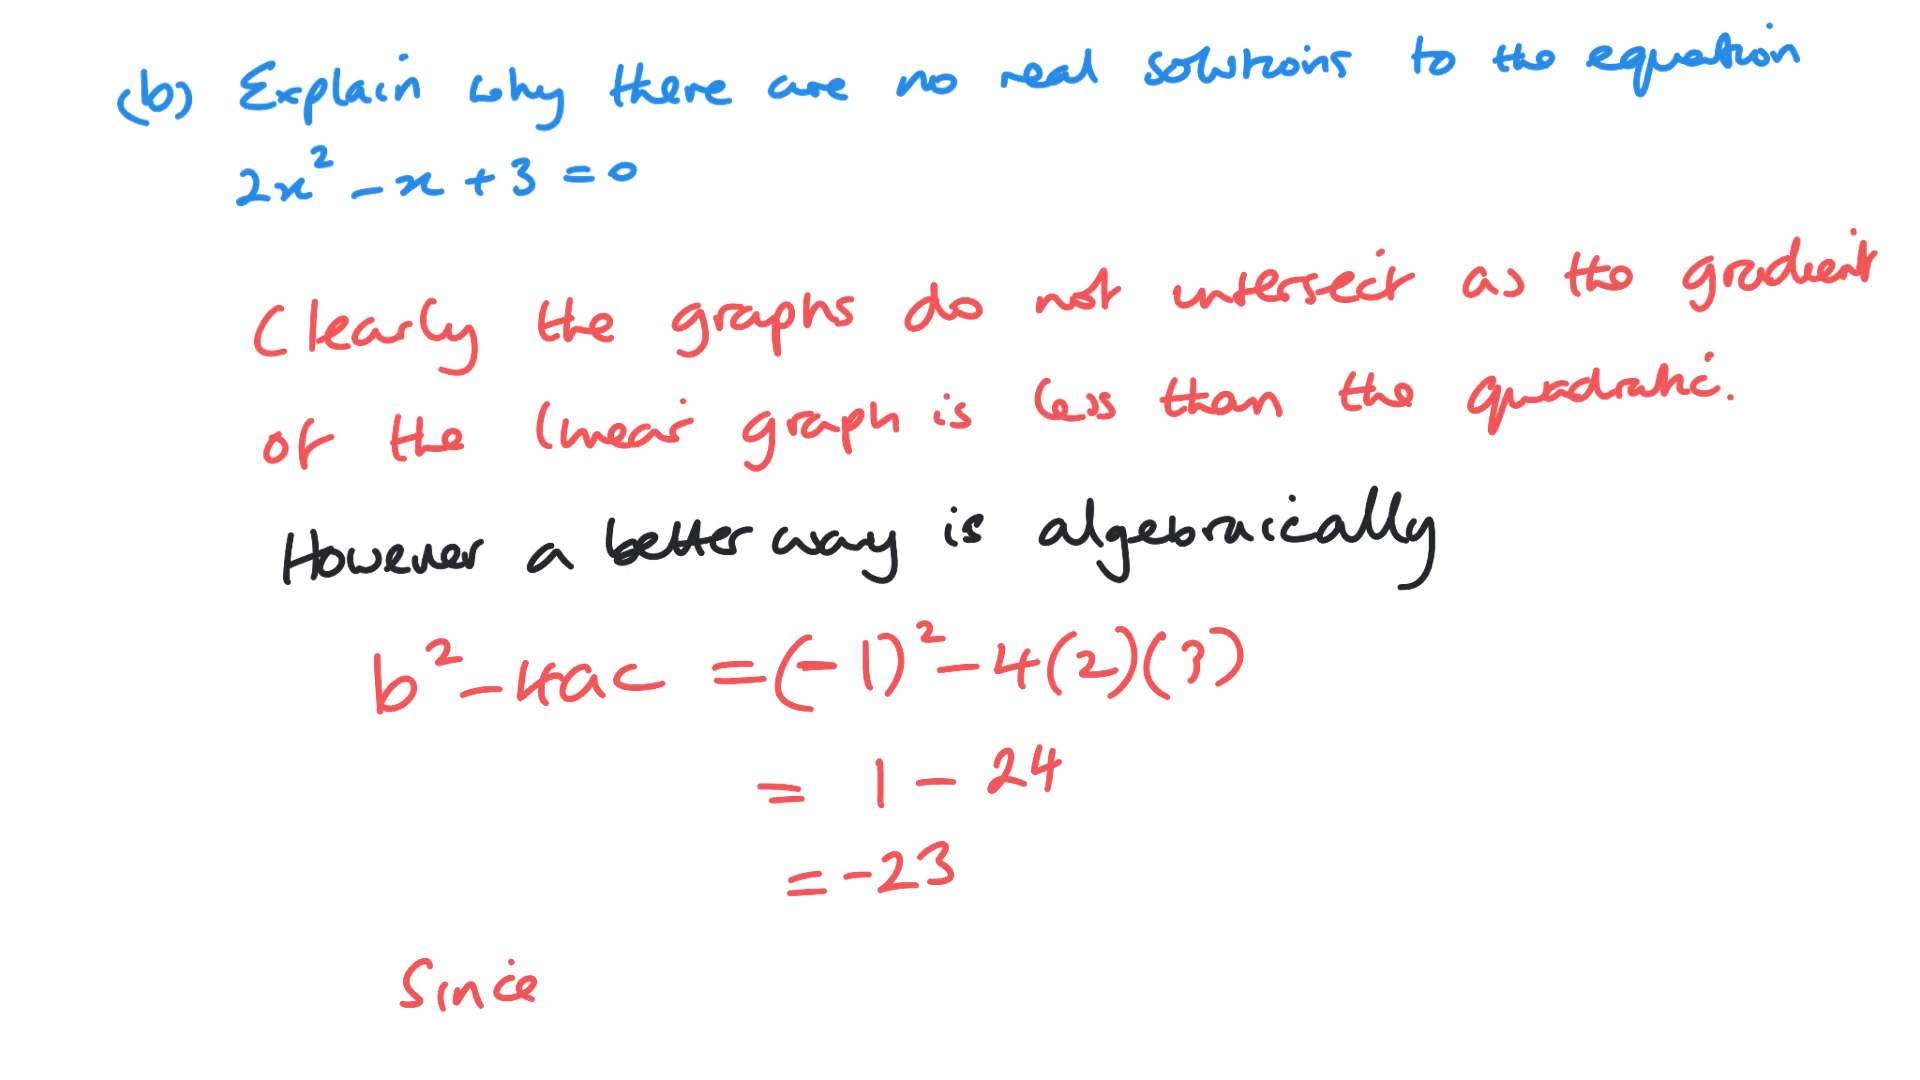 (b) Explain why there are no real solutions to the equation
2x² - x + 3 = 0
Clearly the graphs do not intersect as the gradient
of the linear graph is less than the quadratic.
However a better way is algebraically
b² - 4ac = (-1)² - 4(2)(3)
= 1 - 24
= -23
Since